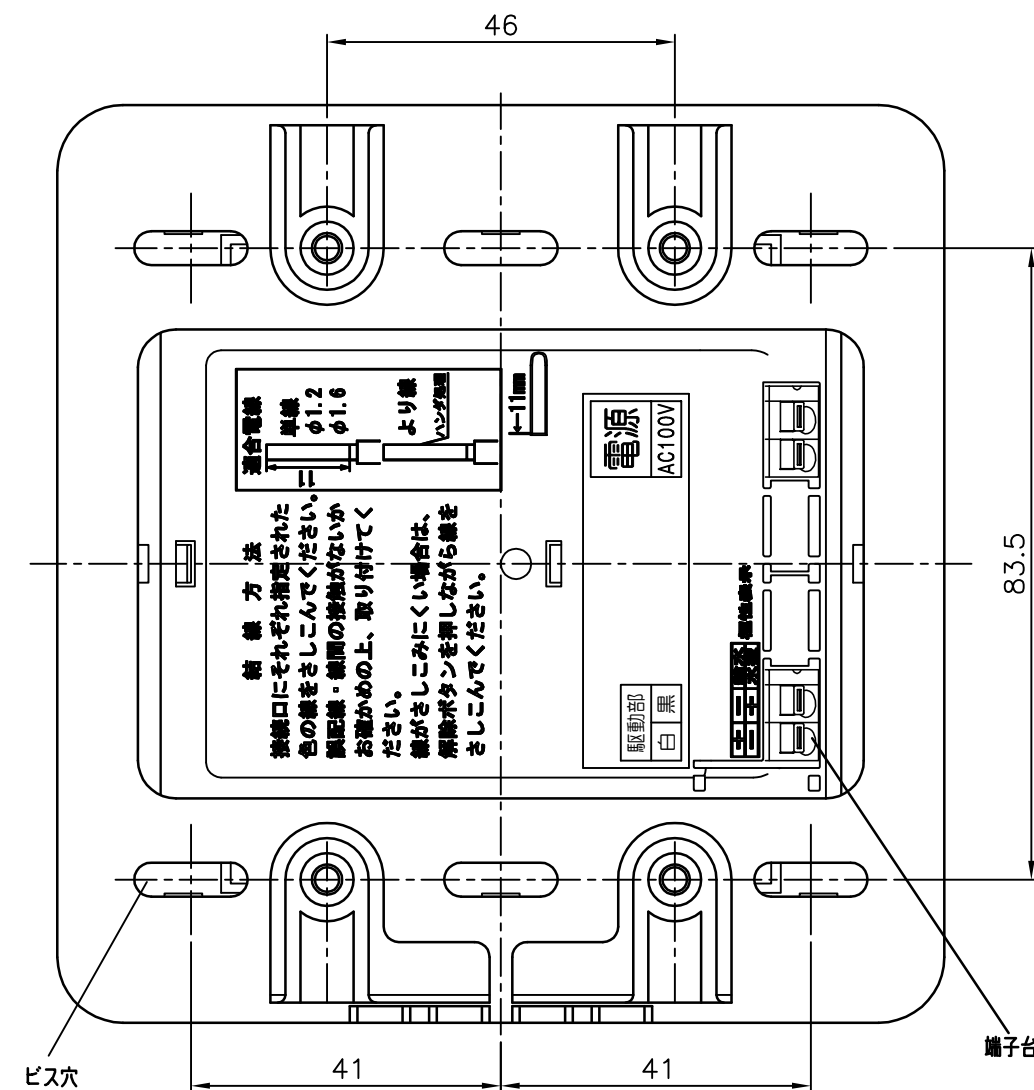 46
適合電線
単線
φ1.2
φ1.6
より線
ハンダ処理
11mm
結線方法
接続口にそれぞれ指定された
色の線をさしこんでください。
誤配線・線間の接触がないか
お確かめの上、取り付けてく
ださい。
線がさしこみにくい場合は、
解除ボタンを押しながら線を
さしこんでください。
電源
AC100V
駆動部
白 黒
極性表示
+ −
− +
83.5
ビス穴
41
41
端子台